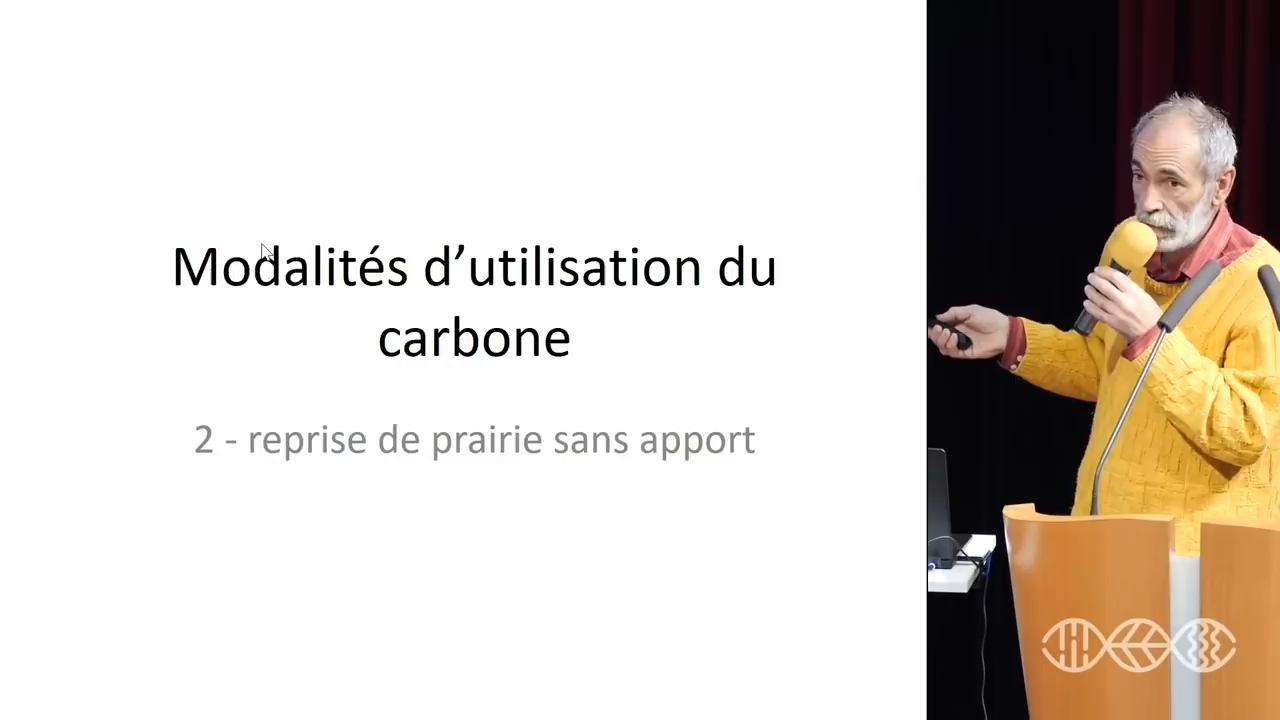 Modalités d’utilisation du
carbone
2 - reprise de prairie sans apport